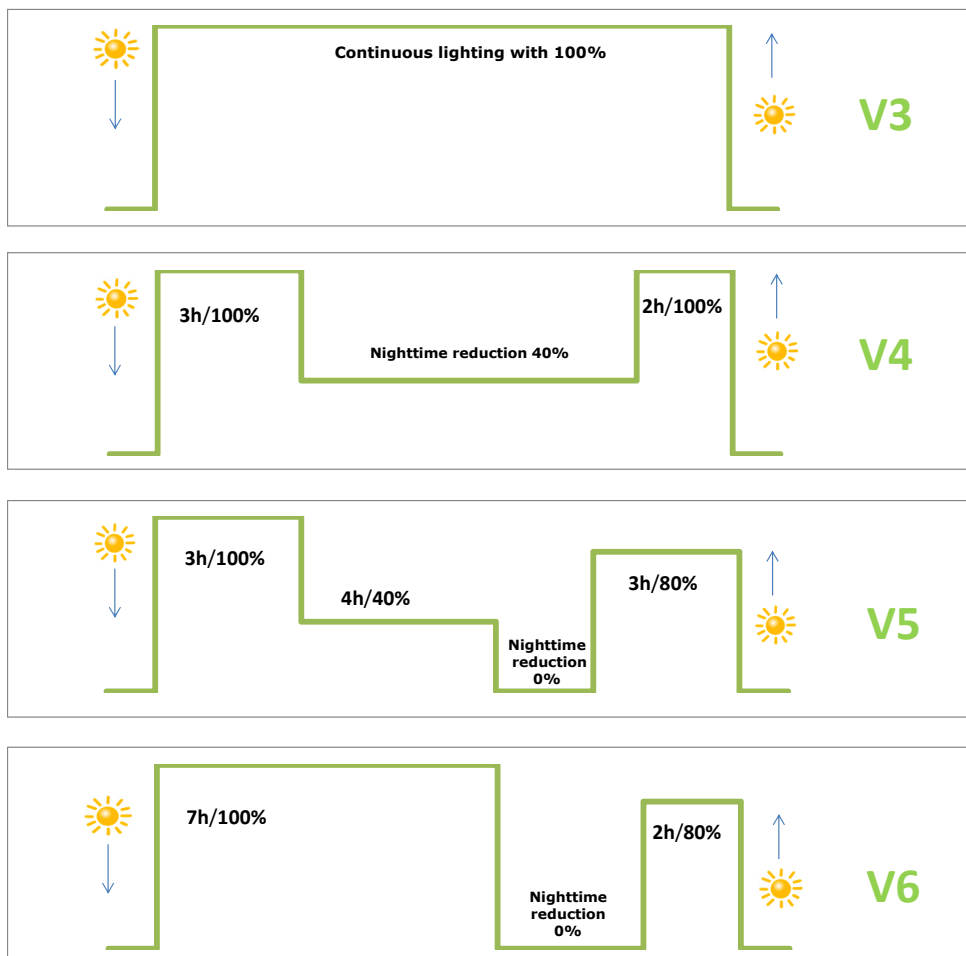 Continuous lighting with 100%
V3
3h/100%
2h/100%
Nighttime reduction 40%
V4
3h/100%
4h/40%
3h/80%
Nighttime
reduction
0%
V5
7h/100%
2h/80%
Nighttime
reduction
0%
V6